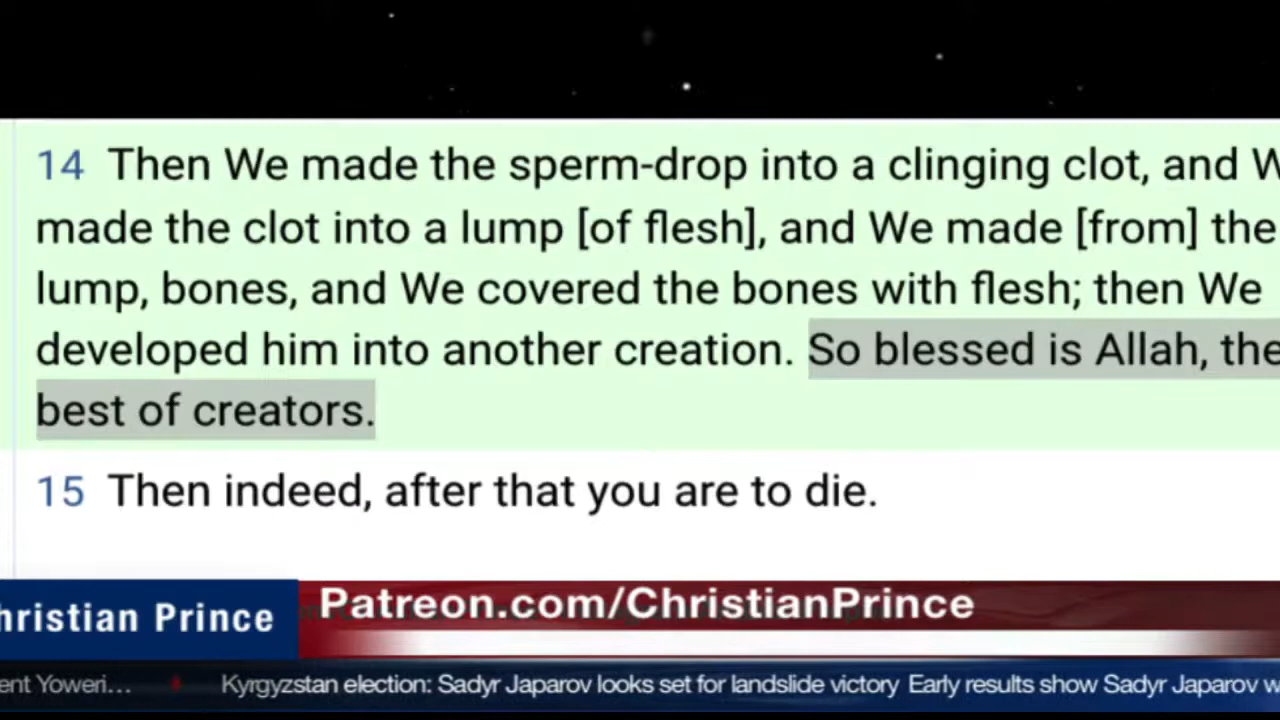 14 Then We made the sperm-drop into a clinging clot, and W
made the clot into a lump [of flesh], and We made [from] the
lump, bones, and We covered the bones with flesh; then We
developed him into another creation. So blessed is Allah, the
best of creators.
15 Then indeed, after that you are to die.
hristian Prince
Patreon.com/ChristianPrince
ent Yoweri... Kyrgyzstan election: Sadyr Japarov looks set for landslide victory Early results show Sadyr Japarov w